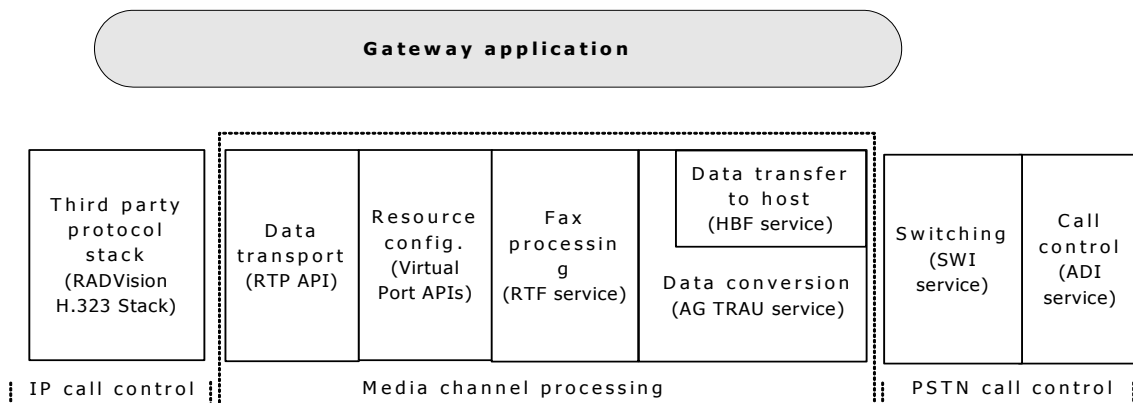 Gateway application
Third party
protocol
stack
(RADVision
H.323 Stack)
Data
transport
(RTP API)
Resource
config.
(Virtual
Port APIs)
Fax
processin
g
(RTF service)
Data transfer
to host
(HBF service)
Data conversion
(AG TRAU service)
Switching
(SWI
service)
Call
control
(ADI
service)
IP call control
Media channel processing
PSTN call control